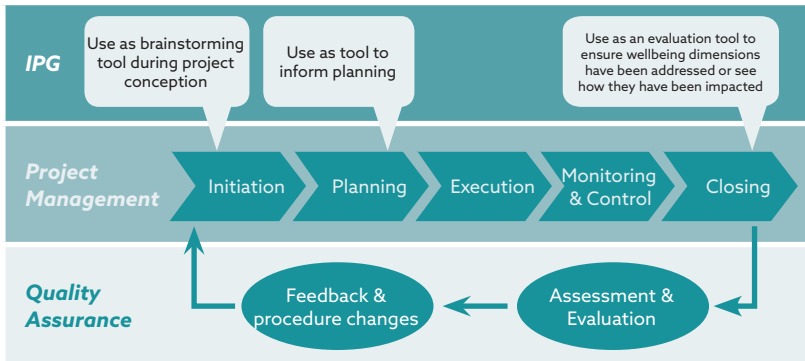 IPG
Use as brainstorming
tool during project
conception
Use as tool to
inform planning
Use as an evaluation tool to
ensure wellbeing dimensions
have been addressed or see
how they have been impacted
Project
Management
Initiation
Planning
Execution
Monitoring
& Control
Closing
Quality
Assurance
Feedback &
procedure changes
Assessment &
Evaluation